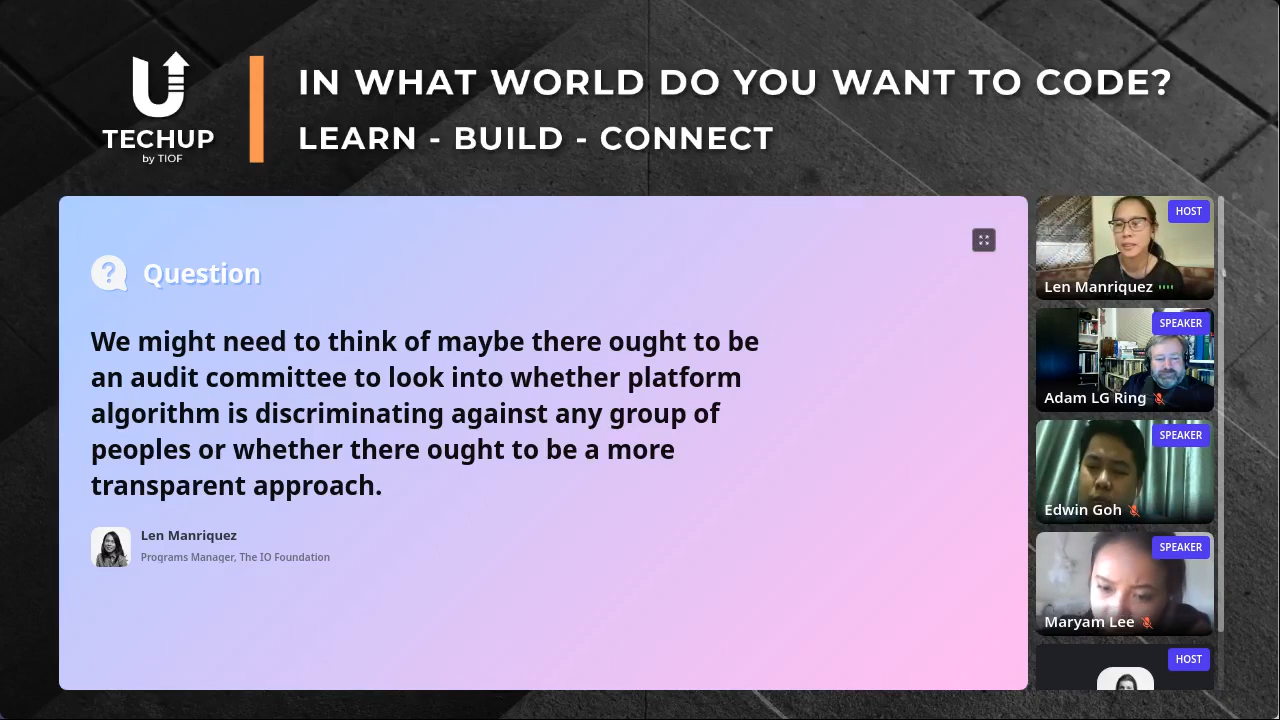 TECHUP
by TIOF
IN WHAT WORLD DO YOU WANT TO CODE?
LEARN - BUILD - CONNECT
Question
We might need to think of maybe there ought to be
an audit committee to look into whether platform
algorithm is discriminating against any group of
peoples or whether there ought to be a more
transparent approach.
Len Manriquez
Programs Manager, The IO Foundation
HOST
Len Manriquez
SPEAKER
Adam LG Ring
SPEAKER
Edwin Goh
SPEAKER
Maryam Lee
HOST